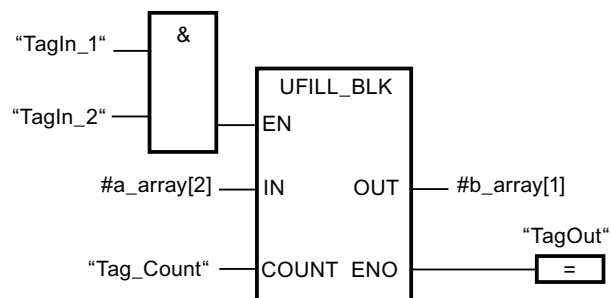 “TagIn_1“
&
“TagIn_2“
UFILL_BLK
EN
#a_array[2] IN OUT #b_array[1]
“TagOut“
“Tag_Count“ COUNT ENO =